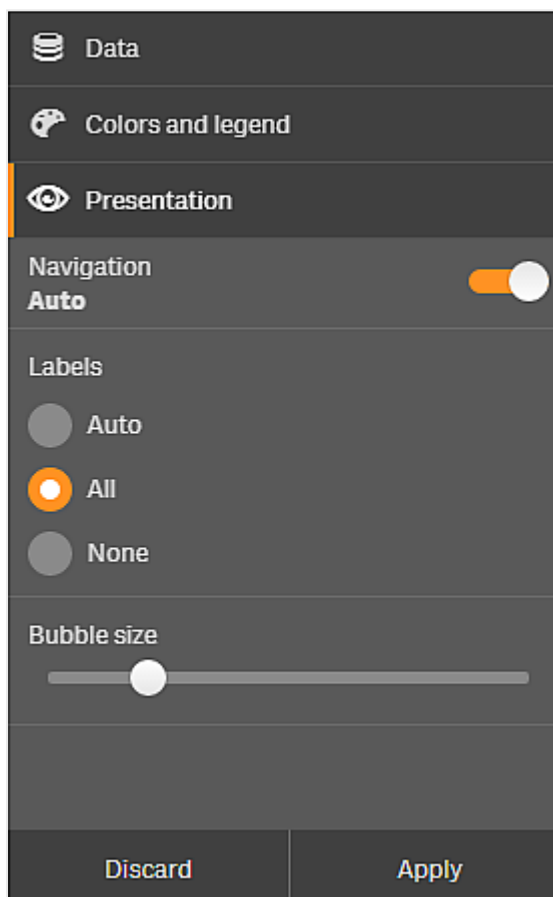 Data
Colors and legend
Presentation
Navigation
Auto
Labels
Auto
All
None
Bubble size
Discard
Apply